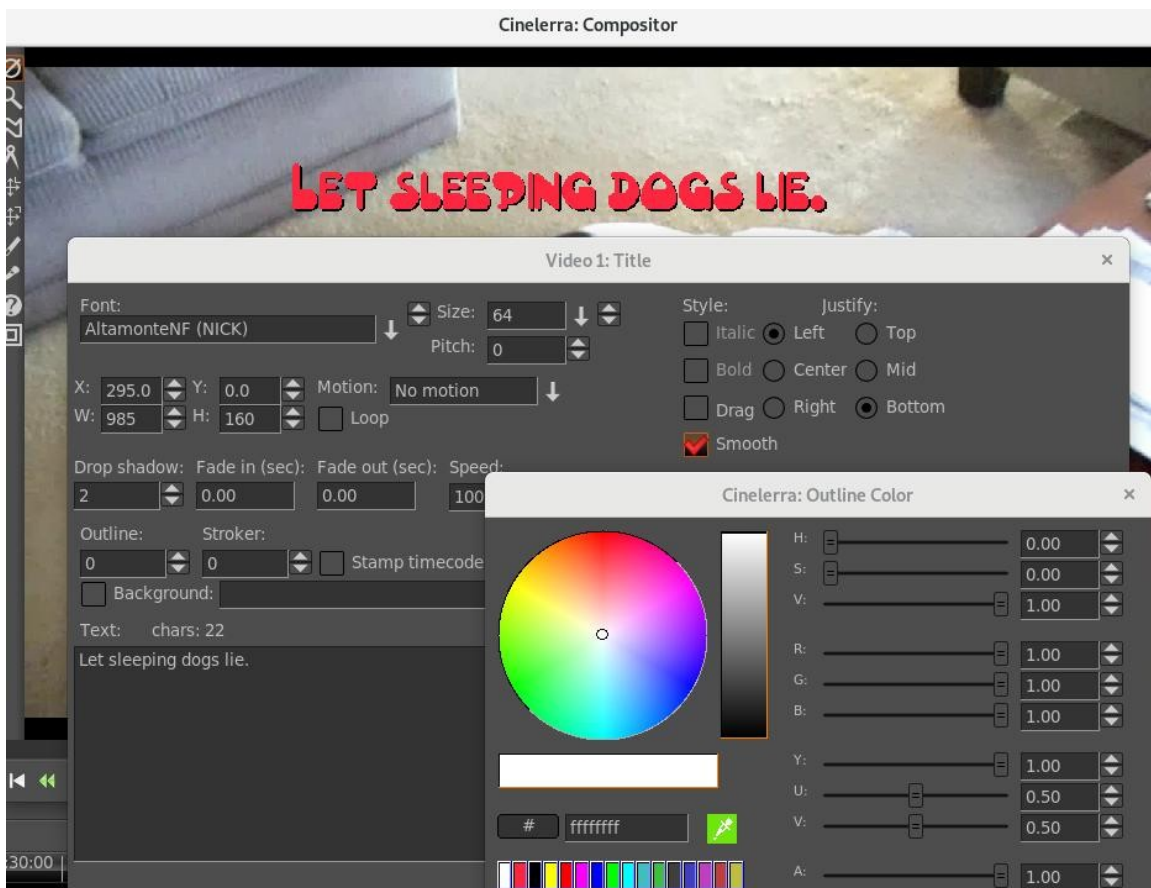 Cinelerra: Compositor
LET SLEEPING DOGS LIE.
Video 1: Title
Font:
AltamonteNF (NICK)
Size: 64
Pitch: 0
Style: Justify:
Italic Left Top
Bold Center Mid
Drag Right Bottom
Smooth
X: 295.0 Y: 0.0 Motion: No motion
W: 985 H: 160 Loop
Drop shadow: Fade in (sec): Fade out (sec): Speed:
2 0.00 0.00 100
Outline: Stroker:
0 0 Stamp timecode
Background:
Text: chars: 22
Let sleeping dogs lie.
Cinelerra: Outline Color
H: 0.00
S: 0.00
V: 1.00
R: 1.00
G: 1.00
B: 1.00
Y: 1.00
U: 0.50
V: 0.50
# ffffffff
A: 1.00
:30:00